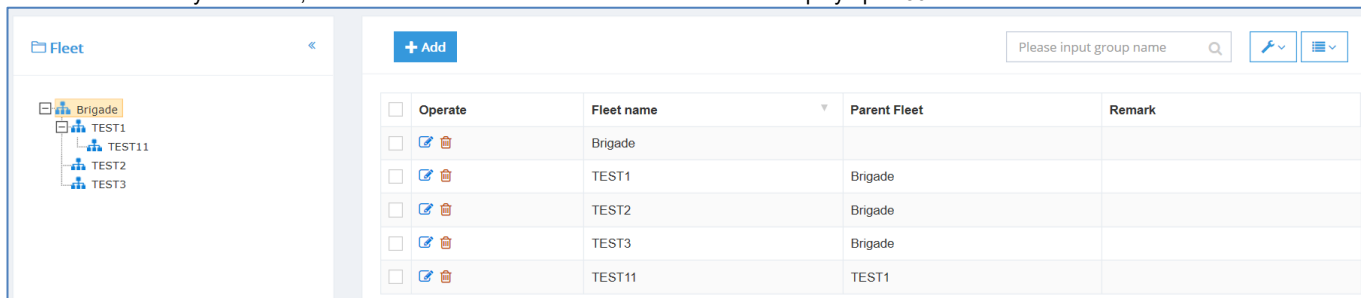 Fleet
Brigade
TEST1
TEST11
TEST2
TEST3
Add
Please input group name
Operate Fleet name Parent Fleet Remark
Brigade
TEST1 Brigade
TEST2 Brigade
TEST3 Brigade
TEST11 TEST1